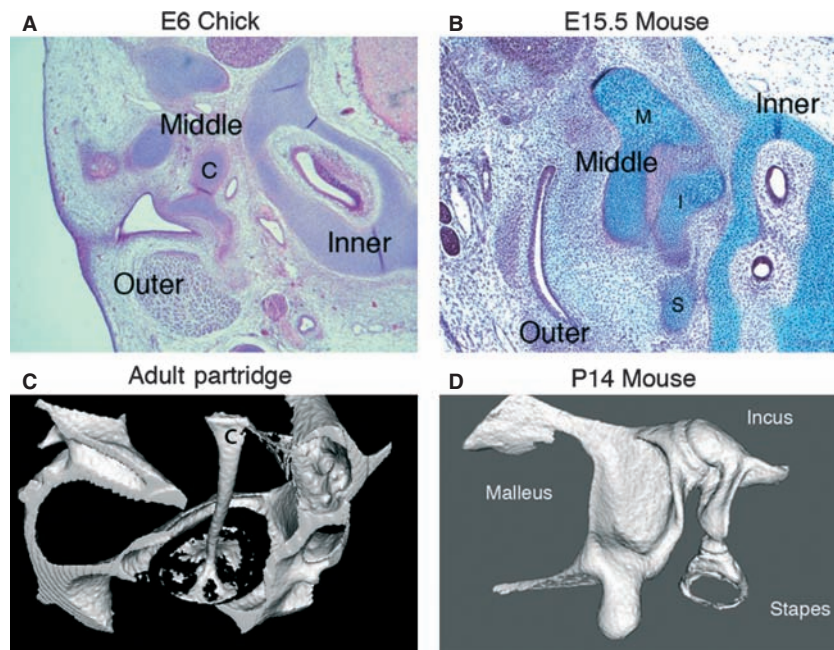 A E6 Chick
Middle
C
Inner
Outer
B E15.5 Mouse
M
Inner
Middle
I
S
Outer
C Adult partridge
C
D P14 Mouse
Incus
Malleus
Stapes